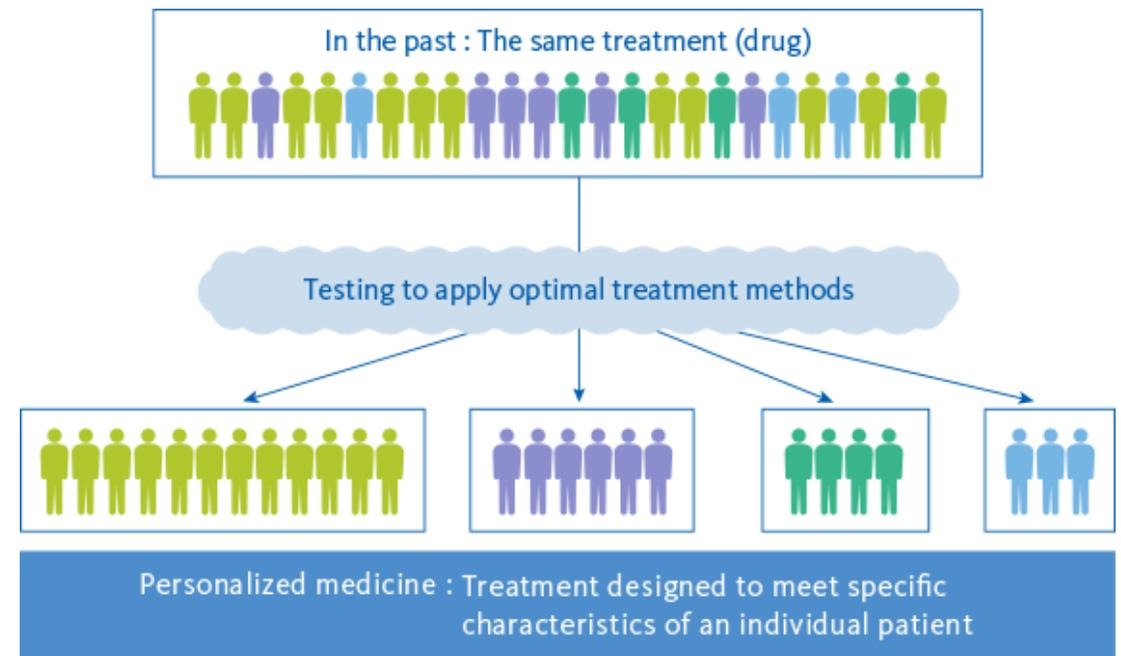 In the past : The same treatment (drug)
Testing to apply optimal treatment methods
Personalized medicine : Treatment designed to meet specific
characteristics of an individual patient